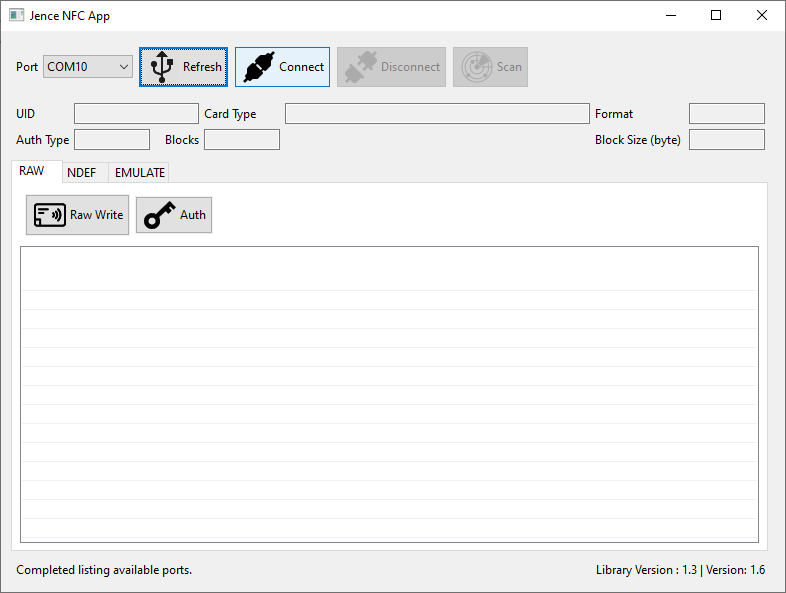 Jence NFC App
Port COM10 Refresh Connect Disconnect Scan
UID Card Type Format
Auth Type Blocks Block Size (byte)
RAW NDEF EMULATE
Raw Write Auth
Completed listing available ports. Library Version : 1.3 | Version: 1.6